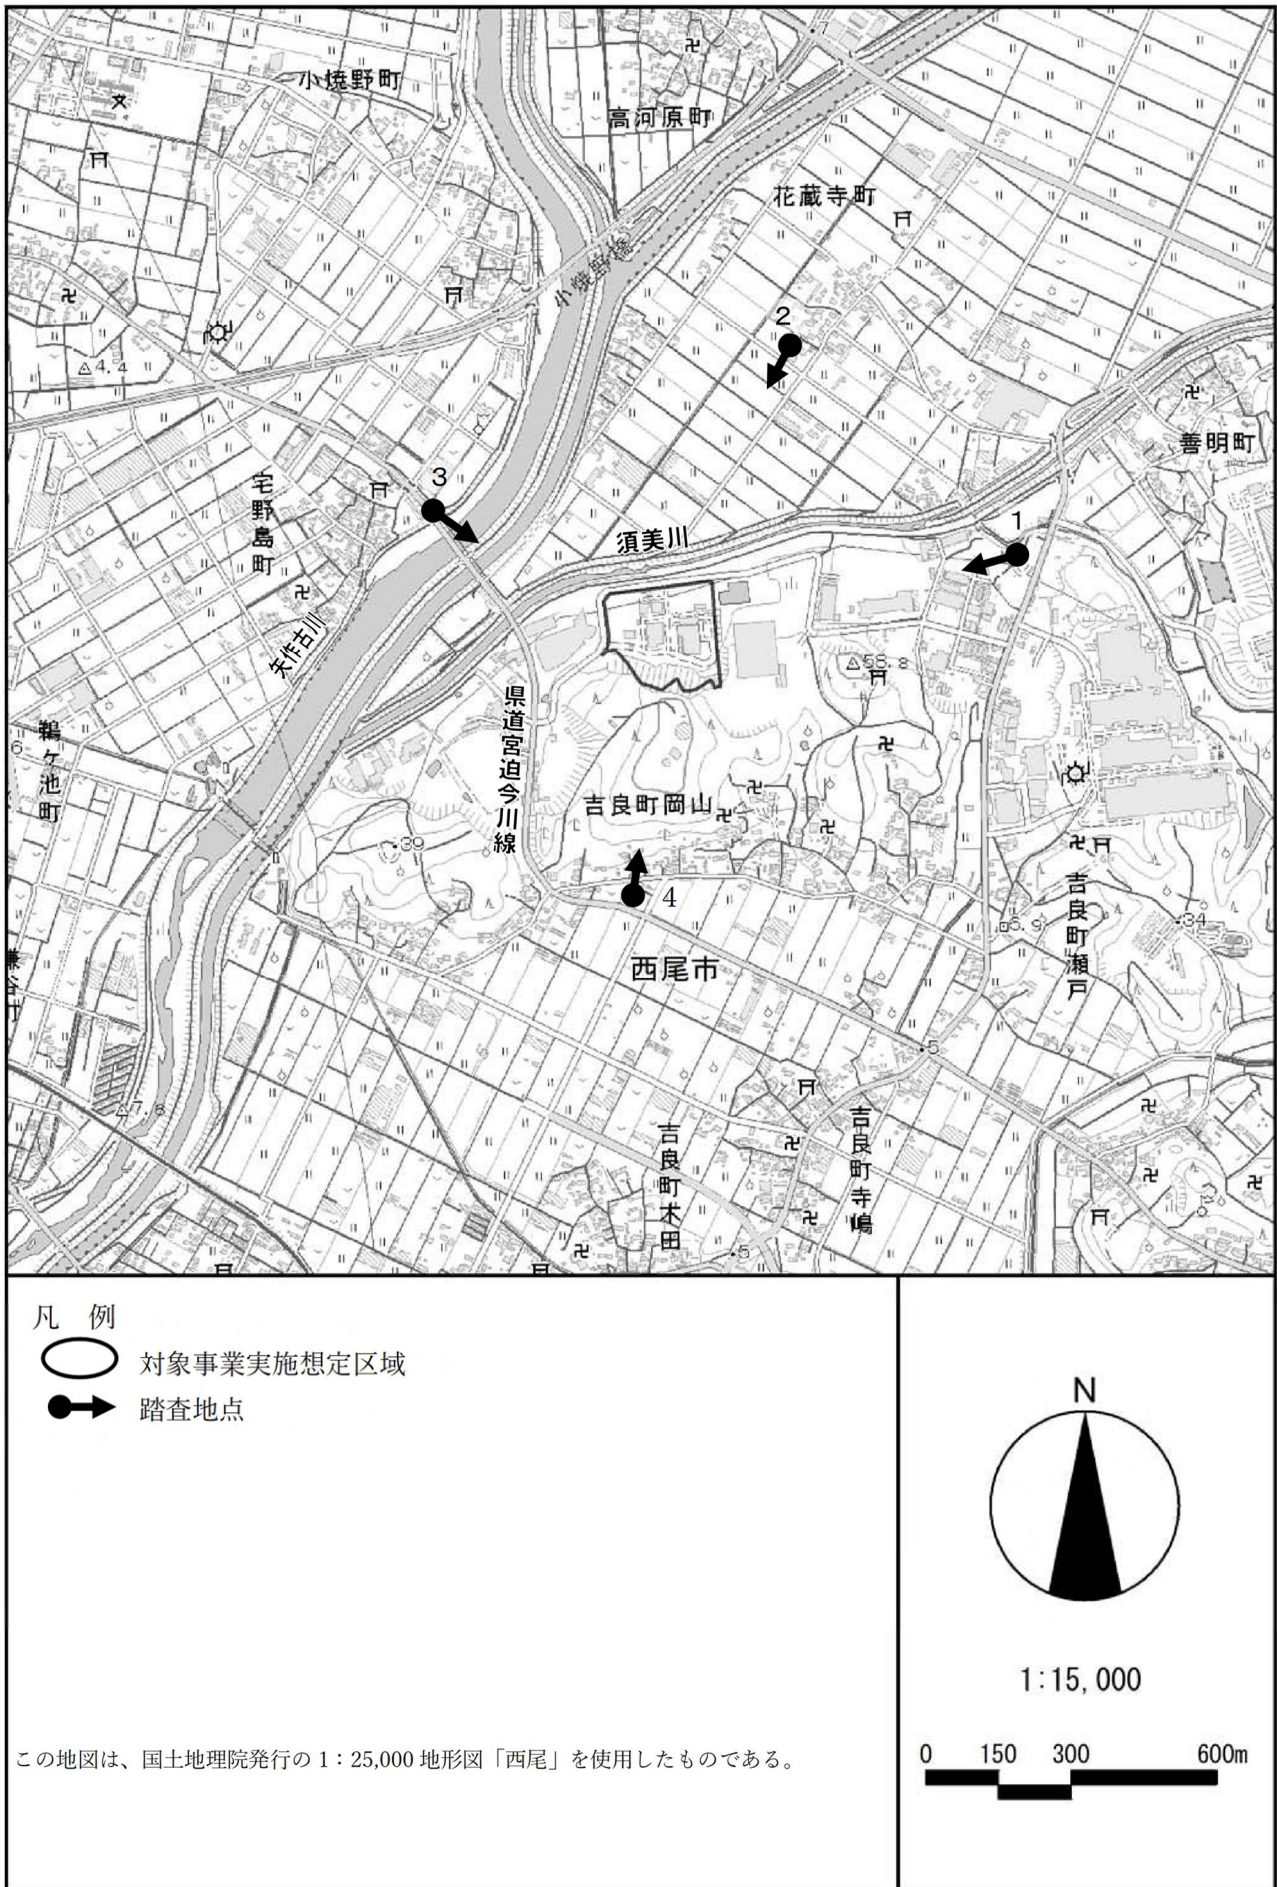 小焼野町
高河原町
花蔵寺町
小焼野橋
2
4.4
善明町
3
宅野島町
1
須美川
矢作古川
58.8
県道宮迫今川線
鵜ヶ池町
6
吉良町岡山
39
4
吉良町瀬戸
6.9
34
西尾市
5
7.6
吉良町木田
吉良町寺嶋
5
凡　例
対象事業実施想定区域
踏査地点
N
1:15,000
0 150 300 600m
この地図は、国土地理院発行の 1：25,000 地形図「西尾」を使用したものである。